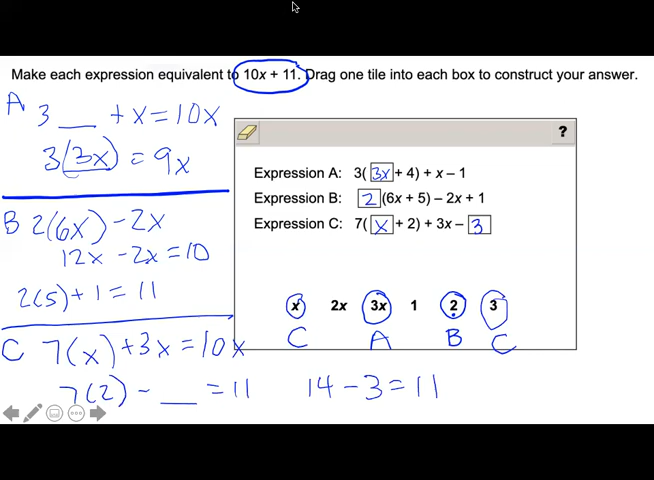 Make each expression equivalent to 10x + 11. Drag one tile into each box to construct your answer.
A
3 __ + x = 10x
3(3x) = 9x
B 2(6x) - 2x
12x - 2x = 10
2(5) + 1 = 11
C 7(x) + 3x = 10x
7(2) - __ = 11
14 - 3 = 11
?
Expression A: 3( 3x + 4) + x – 1
Expression B: 2 (6x + 5) – 2x + 1
Expression C: 7( x + 2) + 3x – 3
x 2x 3x 1 2 3
C A B C